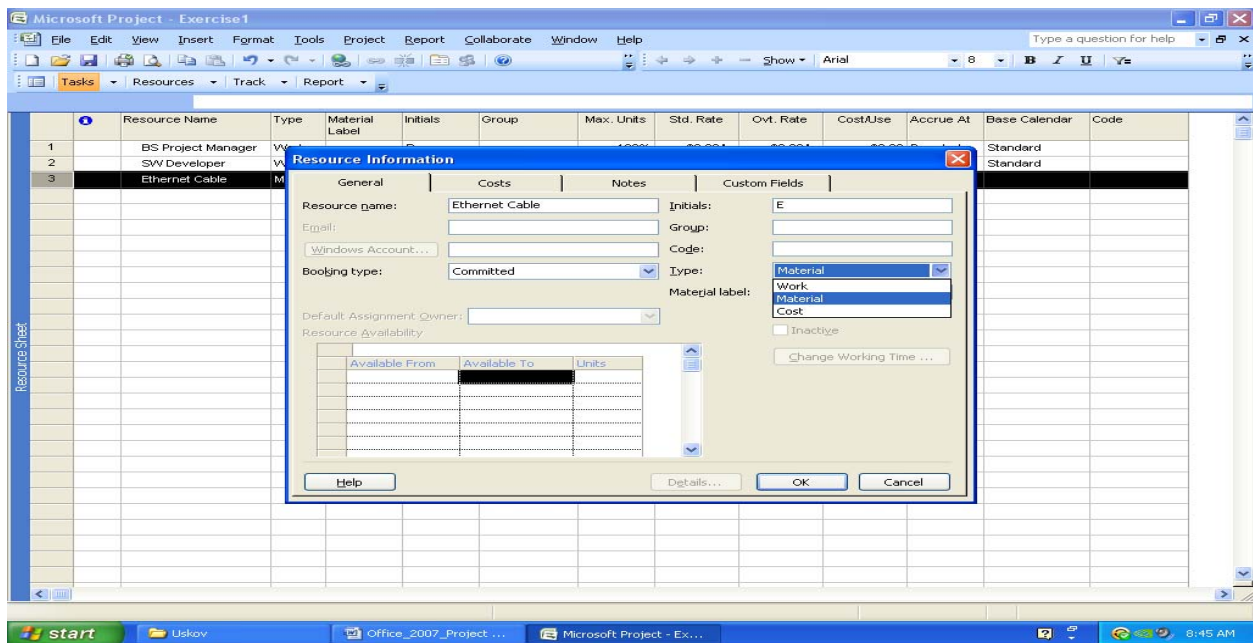 Microsoft Project - Exercise1
File Edit View Insert Format Tools Project Report Collaborate Window Help Type a question for help
Show Arial 8 B I U
Tasks Resources Track Report
Resource Name Type Material Label Initials Group Max. Units Std. Rate Ovt. Rate Cost/Use Accrue At Base Calendar Code
1 BS Project Manager Standard
2 SW Developer Standard
3 Ethernet Cable
Resource Information
General Costs Notes Custom Fields
Resource name: Ethernet Cable Initials: E
Email: Group:
Windows Account... Code:
Booking type: Committed Type: Material
Work
Material label: Material
Cost
Default Assignment Owner:
Resource Availability Inactive
Change Working Time ...
Available From Available To Units
Help Details... OK Cancel
Resource Sheet
start Uskov Office_2007_Project ... Microsoft Project - Ex... 8:45 AM